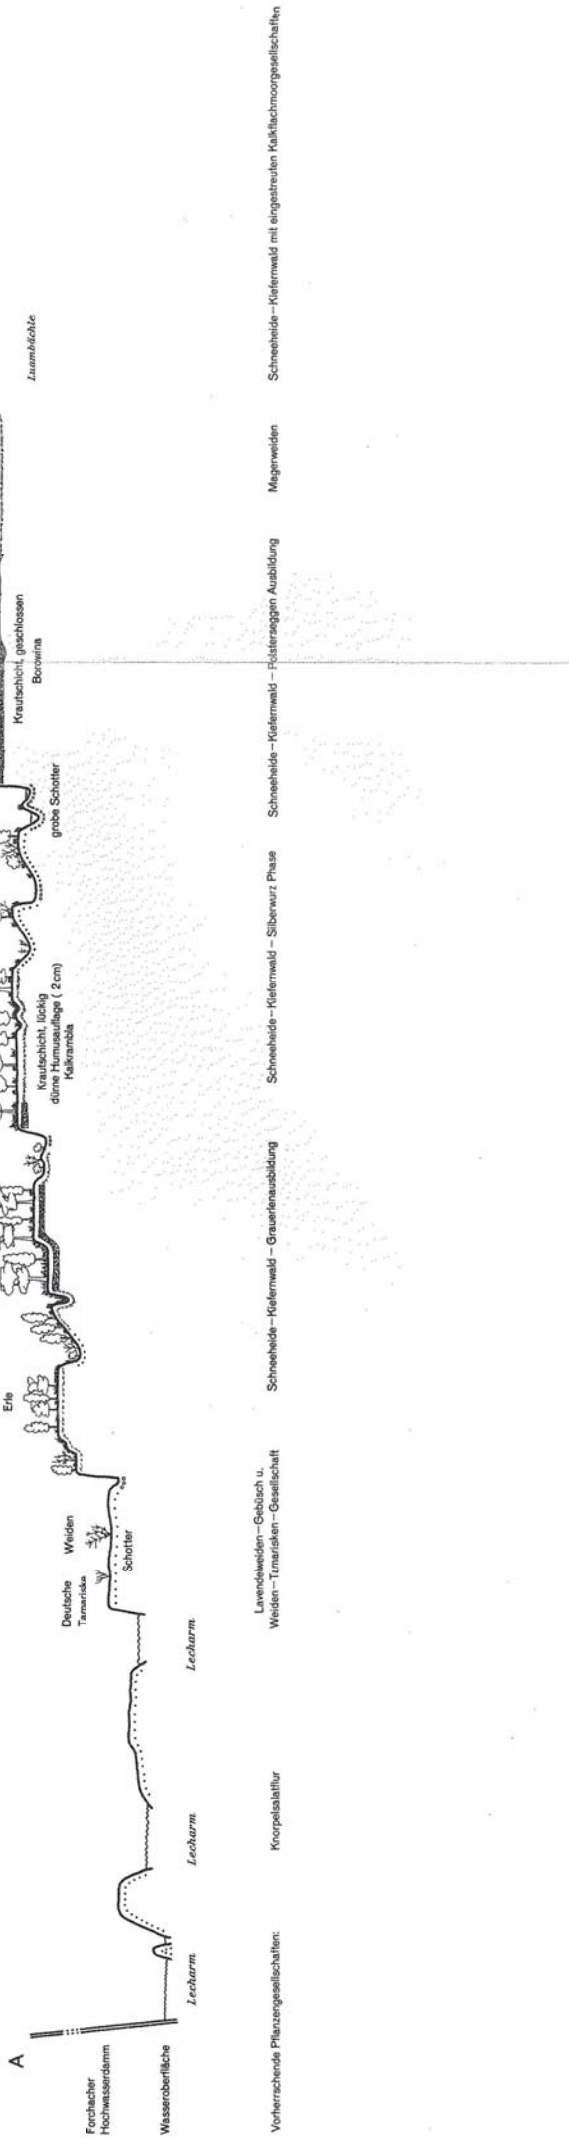 A
Forchacher
Hochwasserdamm
Wasseroberfläche
Lecharm
Lecharm
Lecharm
Deutsche
Tamariske
Weiden
Schotter
Erle
Krautschicht, lückig
dünne Humusauflage ( 2cm)
Kalkrambla
grobe Schotter
Krautschicht, geschlossen
Borowina
Luambächle
Vorherrschende Pflanzengesellschaften:
Knorpelsalatflur
Lavendelweiden-Gebüsch u.
Weiden-Tamarisken-Gesellschaft
Schneeheide-Kiefernwald - Grauerlenausbildung
Schneeheide-Kiefernwald - Silberwurz Phase
Schneeheide-Kiefernwald - Polsterseggen Ausbildung
Magerweiden
Schneeheide-Kiefernwald mit eingestreuten Kalkflachmoorgesellschaften